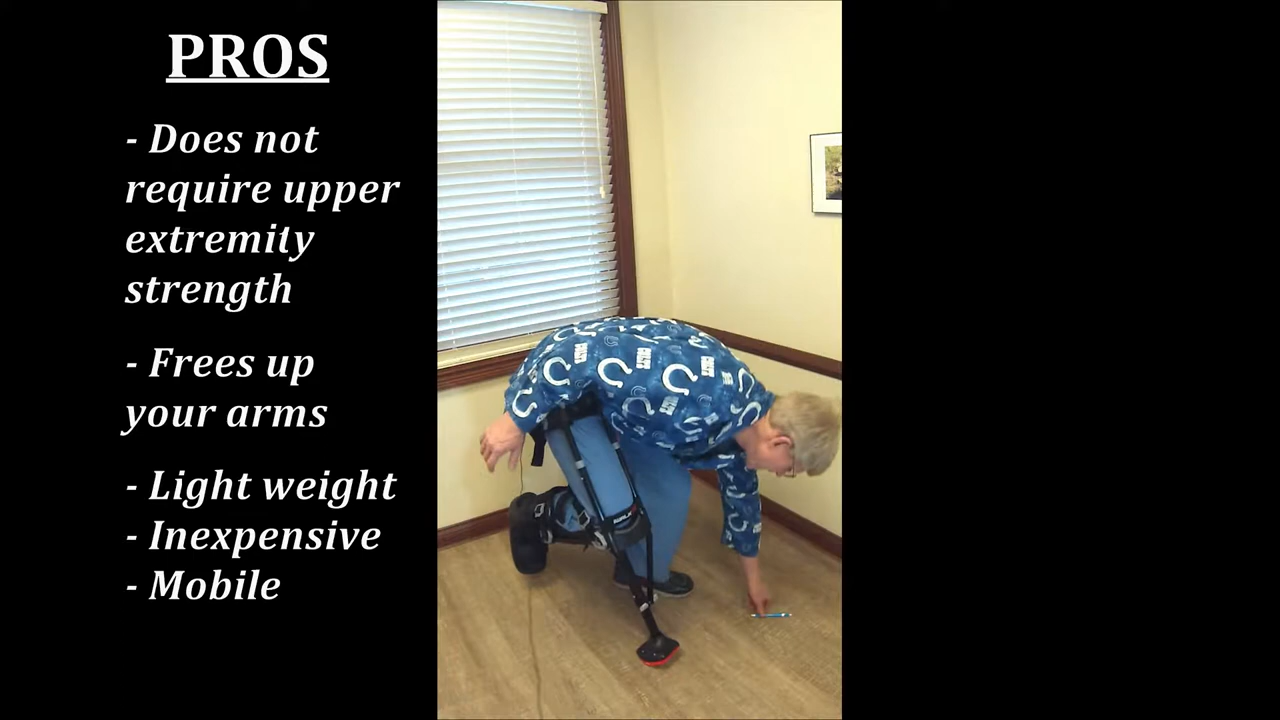 PROS
- Does not
require upper
extremity
strength
- Frees up
your arms
- Light weight
- Inexpensive
- Mobile